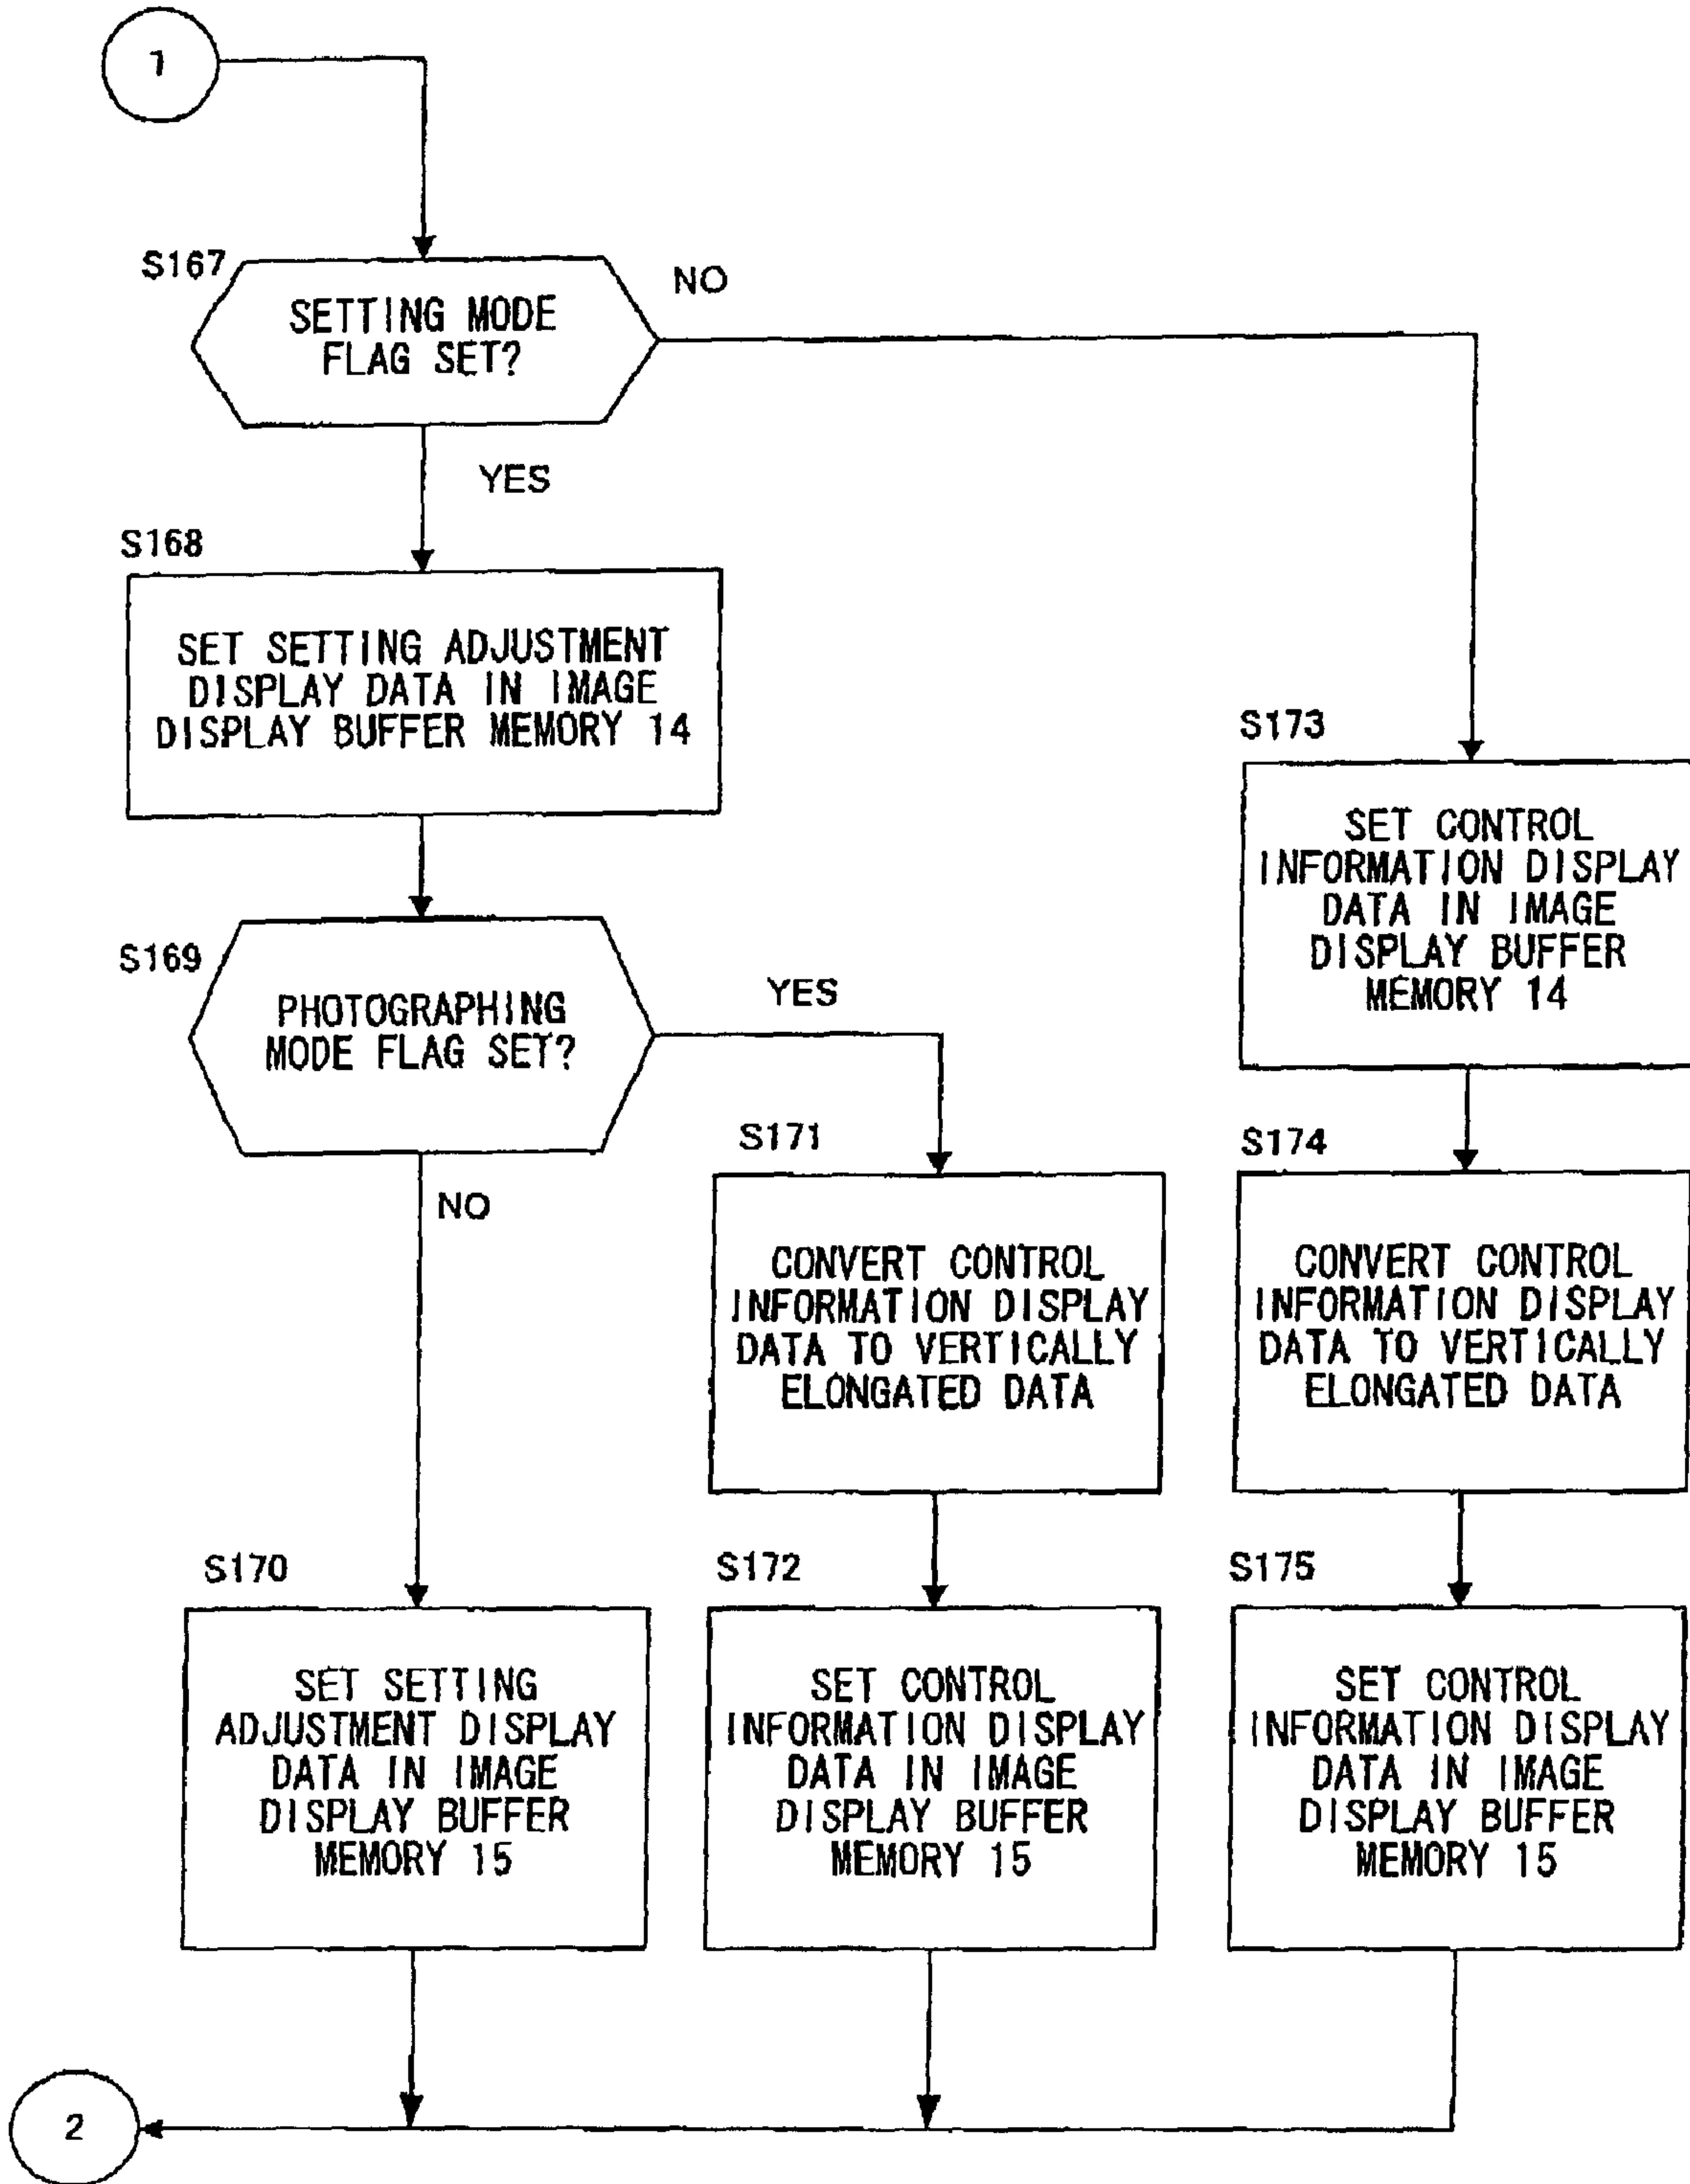 1
S167
SETTING MODE
FLAG SET?
NO
YES
S168
SET SETTING ADJUSTMENT
DISPLAY DATA IN IMAGE
DISPLAY BUFFER MEMORY 14
S169
PHOTOGRAPHING
MODE FLAG SET?
YES
NO
S173
SET CONTROL
INFORMATION DISPLAY
DATA IN IMAGE
DISPLAY BUFFER
MEMORY 14
S171
CONVERT CONTROL
INFORMATION DISPLAY
DATA TO VERTICALLY
ELONGATED DATA
S174
CONVERT CONTROL
INFORMATION DISPLAY
DATA TO VERTICALLY
ELONGATED DATA
S170
SET SETTING
ADJUSTMENT DISPLAY
DATA IN IMAGE
DISPLAY BUFFER
MEMORY 15
S172
SET CONTROL
INFORMATION DISPLAY
DATA IN IMAGE
DISPLAY BUFFER
MEMORY 15
S175
SET CONTROL
INFORMATION DISPLAY
DATA IN IMAGE
DISPLAY BUFFER
MEMORY 15
2